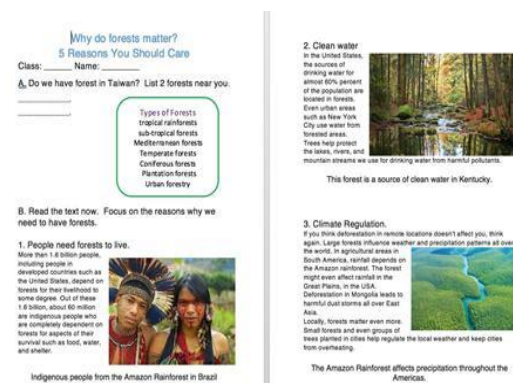 Why do forests matter?
5 Reasons You Should Care
Class: ______ Name: ________
A. Do we have forest in Taiwan? List 2 forests near you.
Types of Forests
tropical rainforests
sub-tropical forests
Mediterranean forests
Temperate forests
Coniferous forests
Plantation forests
Urban forestry
B. Read the text now. Focus on the reasons why we
need to have forests.
1. People need forests to live.
More than 1.6 billion people,
including people in
developed countries such as
the United States, depend on
forests for their livelihood to
some degree. Out of these
1.6 billion, about 60 million
are indigenous people who
are completely dependent on
forests for aspects of their
survival such as food, water,
and shelter.
Indigenous people from the Amazon Rainforest in Brazil
2. Clean water
In the United States,
the sources of
drinking water for
almost 60% percent
of the population are
located in forests.
Even urban areas
such as New York
City use water from
forested areas.
Trees help protect
the lakes, rivers, and
mountain streams we use for drinking water from harmful pollutants.
This forest is a source of clean water in Kentucky.
3. Climate Regulation.
If you think deforestation in remote locations doesn't affect you, think
again. Large forests influence weather and precipitation patterns all over
the world. In agricultural areas in
South America, rainfall depends on
the Amazon rainforest. The forest
might even affect rainfall in the
Great Plains, in the USA.
Deforestation in Mongolia leads to
harmful dust storms all over East
Asia.
Locally, forests matter even more.
Small forests and even groups of
trees planted in cities help regulate the local weather and keep cities
from overheating.
The Amazon Rainforest affects precipitation throughout the
Americas.